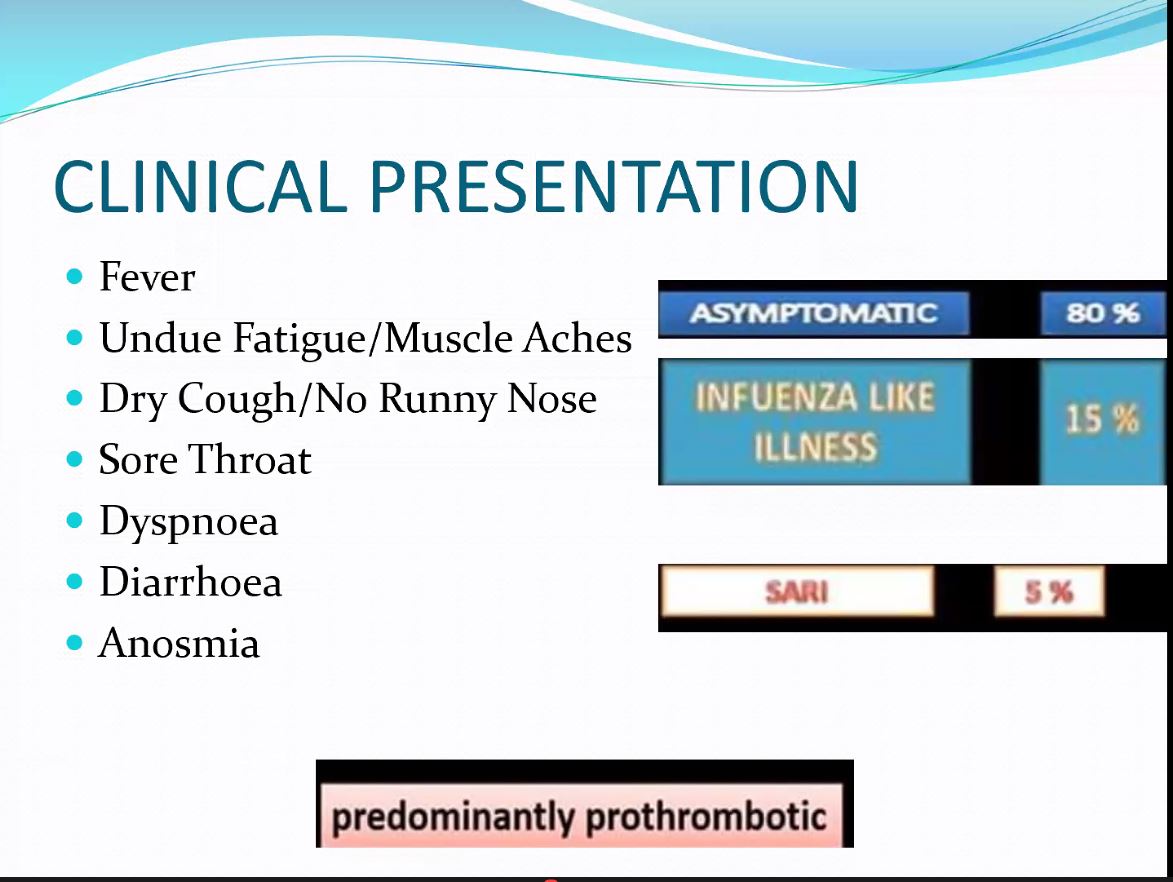 CLINICAL PRESENTATION
Fever
Undue Fatigue/Muscle Aches
Dry Cough/No Runny Nose
Sore Throat
Dyspnoea
Diarrhoea
Anosmia
ASYMPTOMATIC 80 %
INFUENZA LIKE
ILLNESS
15 %
SARI 5 %
predominantly prothrombotic